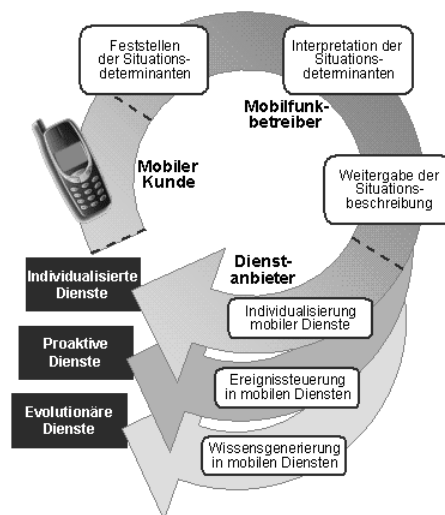 Feststellen
der Situations-
determinanten
Interpretation der
Situations-
determinanten
Mobilfunk-
betreiber
Mobiler
Kunde
Weitergabe der
Situations-
beschreibung
Dienst-
anbieter
Individualisierte
Dienste
Individualisierung
mobiler Dienste
Proaktive
Dienste
Ereignissteuerung
in mobilen Diensten
Evolutionäre
Dienste
Wissensgenerierung
in mobilen Diensten